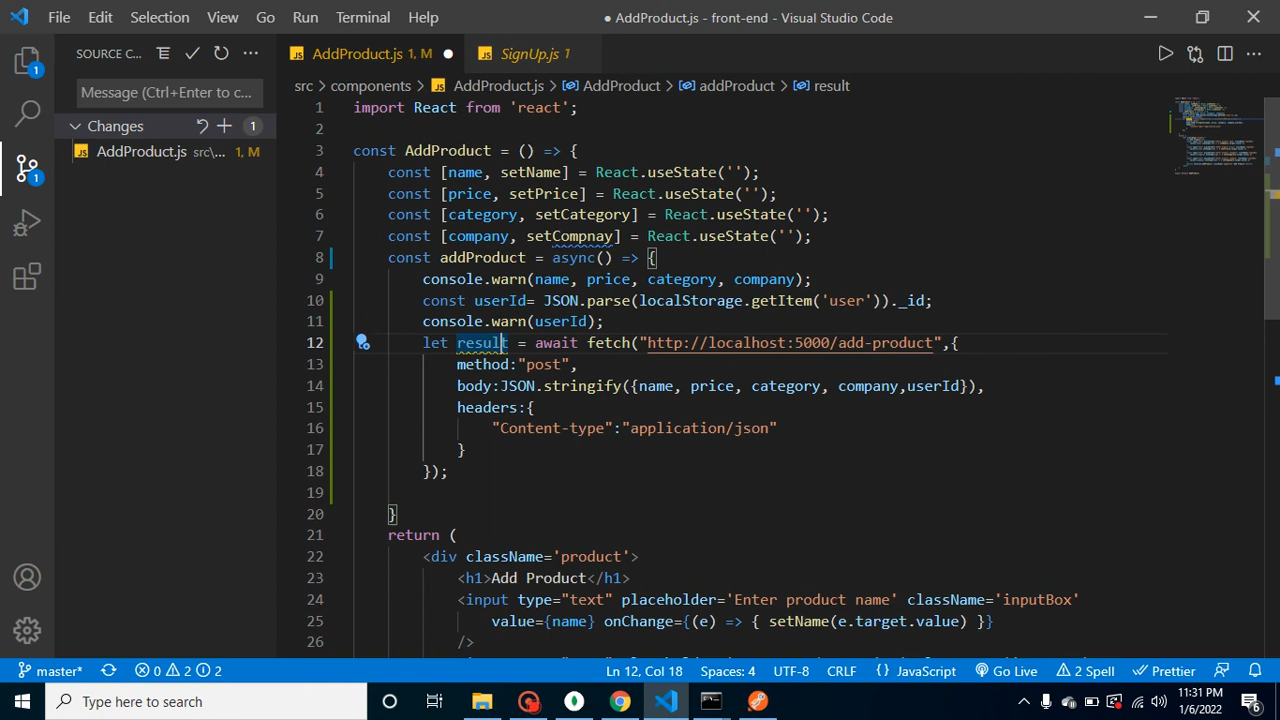 File Edit Selection View Go Run Terminal Help
● AddProduct.js - front-end - Visual Studio Code
SOURCE C...
Message (Ctrl+Enter to c...
Changes 1
AddProduct.js src\... 1, M
1
1
AddProduct.js 1, M ●
SignUp.js 1
src > components > AddProduct.js > AddProduct > addProduct > result
1 import React from 'react';
2
3 const AddProduct = () => {
4 const [name, setName] = React.useState('');
5 const [price, setPrice] = React.useState('');
6 const [category, setCategory] = React.useState('');
7 const [company, setCompnay] = React.useState('');
8 const addProduct = async() => {
9 console.warn(name, price, category, company);
10 const userId= JSON.parse(localStorage.getItem('user'))._id;
11 console.warn(userId);
12 let result = await fetch("http://localhost:5000/add-product",{
13 method:"post",
14 body:JSON.stringify({name, price, category, company,userId}),
15 headers:{
16 "Content-type":"application/json"
17 }
18 });
19
20 }
21 return (
22 <div className='product'>
23 <h1>Add Product</h1>
24 <input type="text" placeholder='Enter product name' className='inputBox'
25 value={name} onChange={(e) => { setName(e.target.value) }}
26 />
master* 0 2 2 Ln 12, Col 18 Spaces: 4 UTF-8 CRLF { } JavaScript Go Live 2 Spell Prettier
Type here to search
11:31 PM
1/6/2022
6